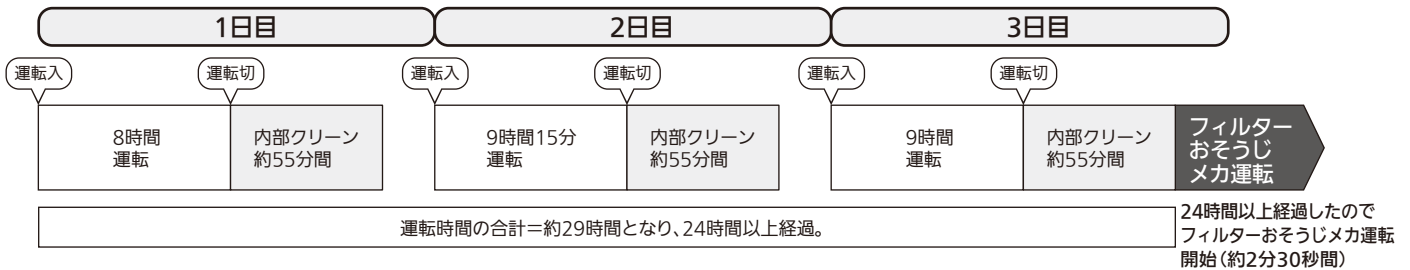 1日目
2日目
3日目
運転入
運転切
運転入
運転切
運転入
運転切
8時間
運転
内部クリーン
約55分間
9時間15分
運転
内部クリーン
約55分間
9時間
運転
内部クリーン
約55分間
フィルター
おそうじ
メカ運転
運転時間の合計＝約29時間となり、24時間以上経過。
24時間以上経過したので
フィルターおそうじメカ運転
開始（約2分30秒間）